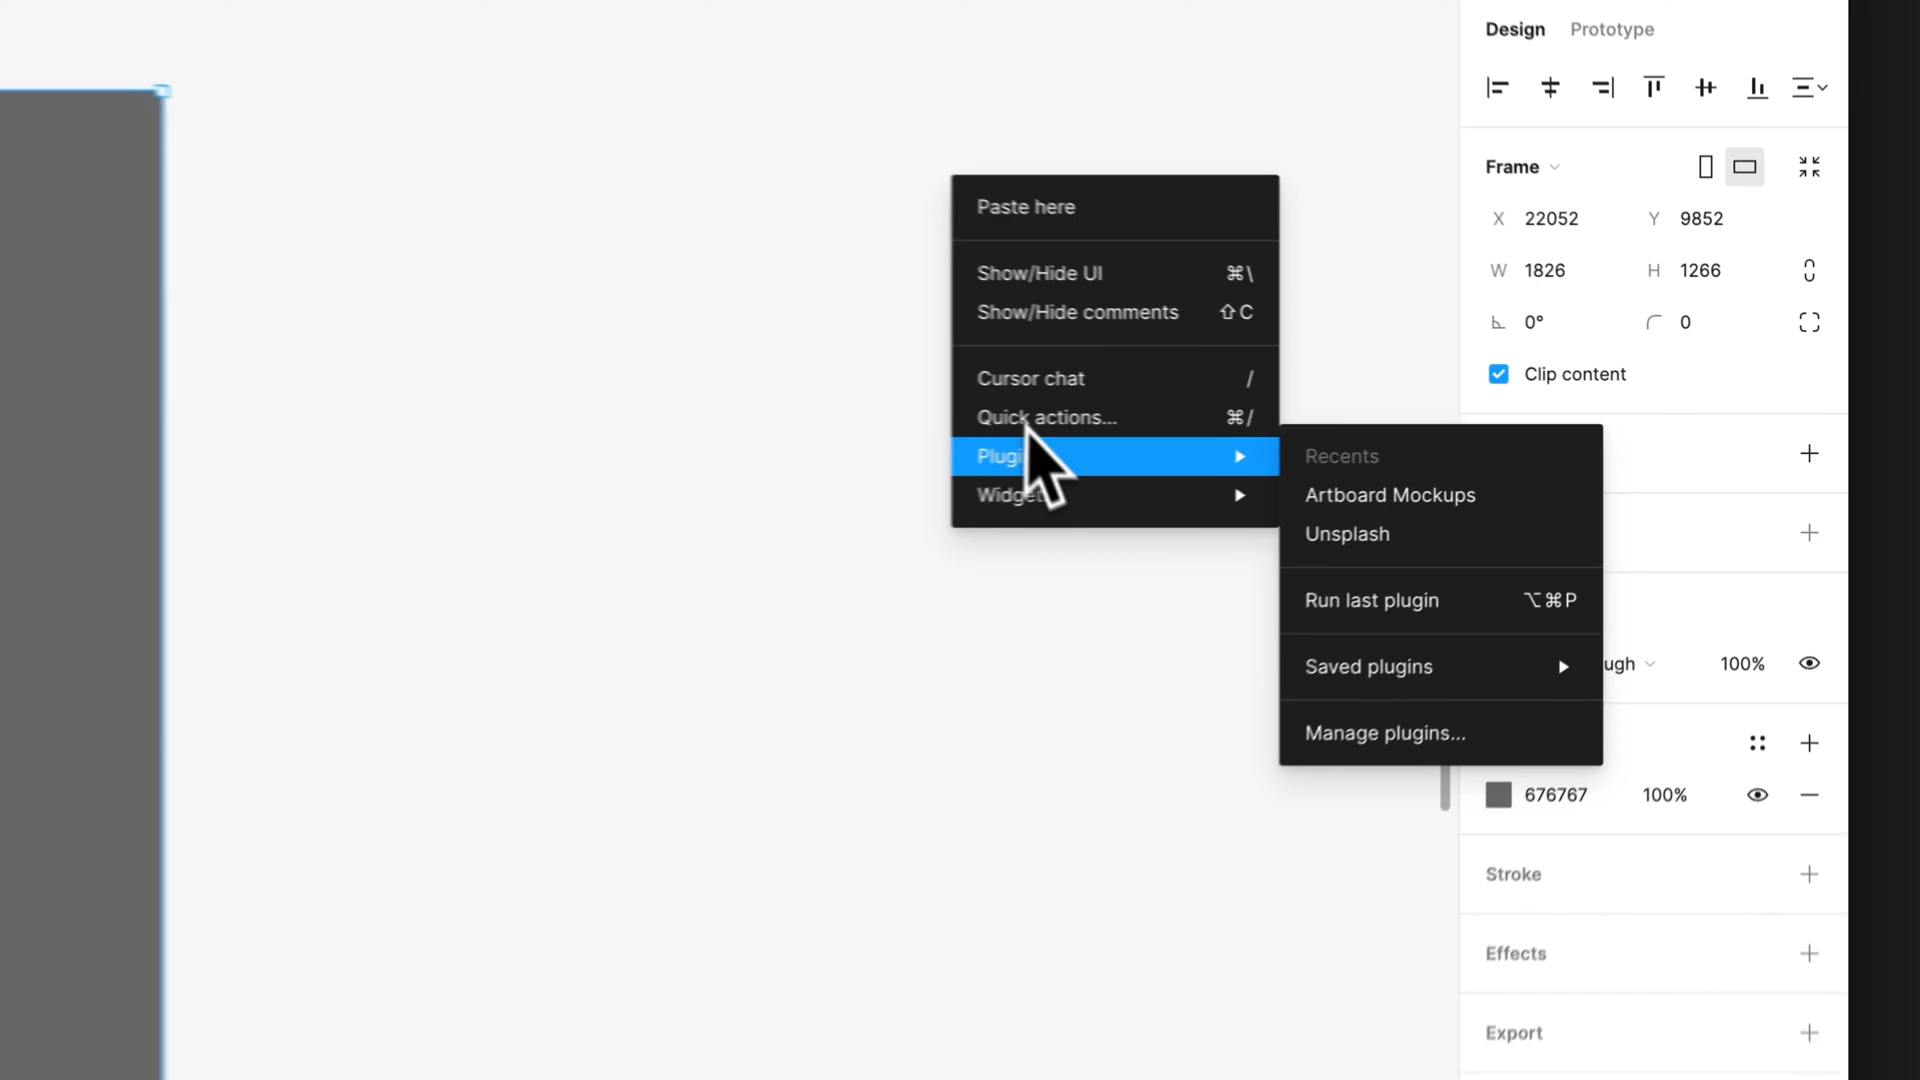 Design Prototype
Paste here
Show/Hide UI ⌘\
Show/Hide comments ⇧C
Cursor chat /
Quick actions... ⌘/
Recents
Artboard Mockups
Unsplash
Run last plugin ⌥⌘P
Saved plugins
Manage plugins...
Frame
X 22052 Y 9852
W 1826 H 1266
0° 0
Clip content
ugh 100%
676767 100%
Stroke
Effects
Export